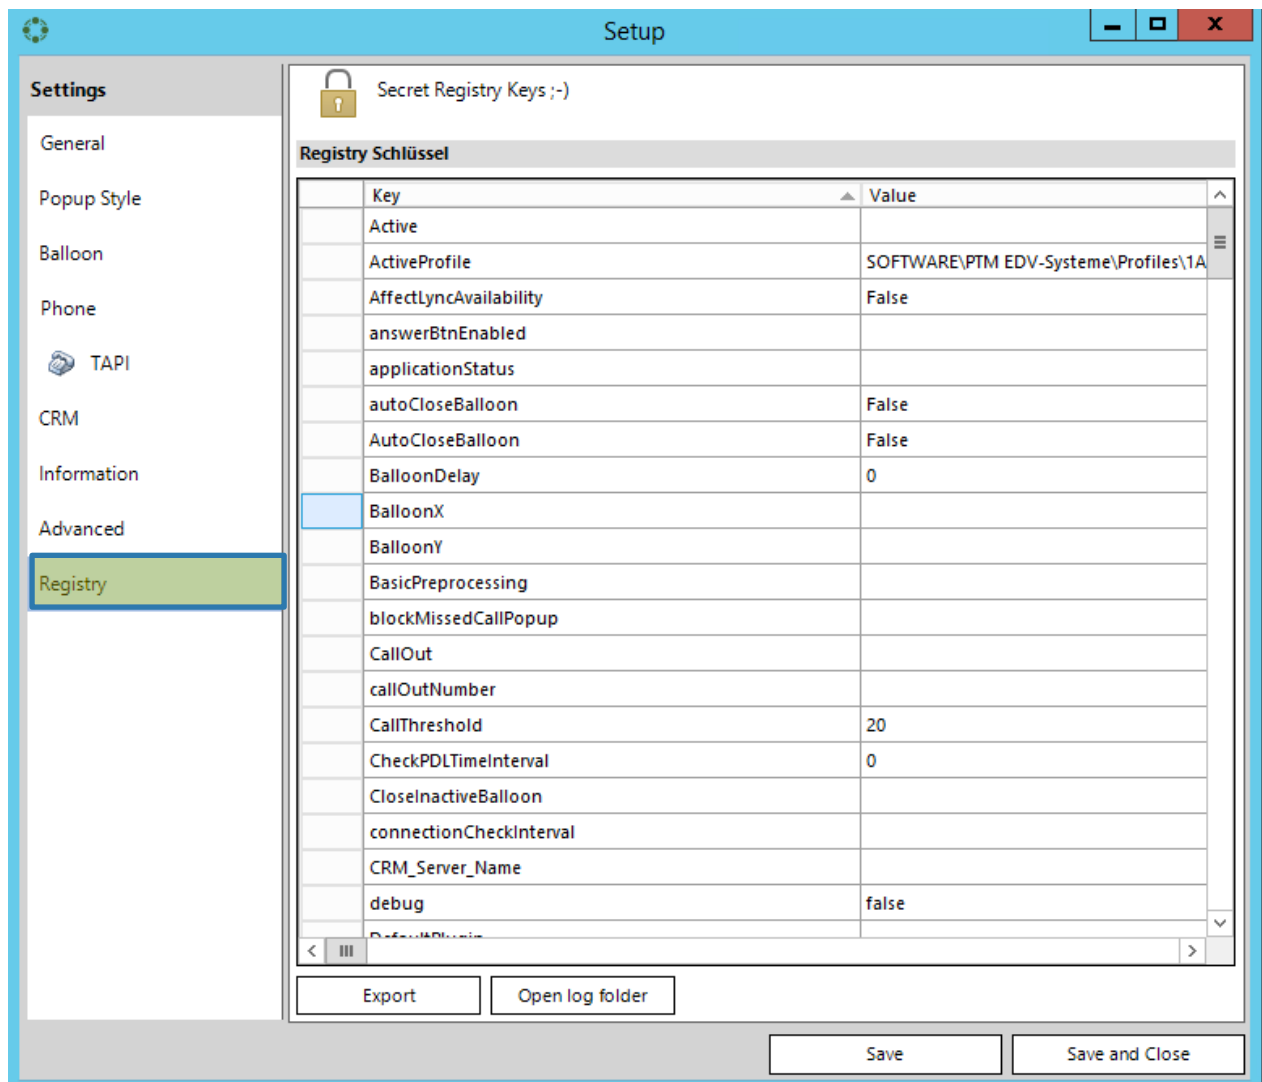 Setup
Settings
General
Popup Style
Balloon
Phone
TAPI
CRM
Information
Advanced
Registry
Secret Registry Keys ;-)
Registry Schlüssel
Key Value
Active
ActiveProfile SOFTWARE\PTM EDV-Systeme\Profiles\1A
AffectLyncAvailability False
answerBtnEnabled
applicationStatus
autoCloseBalloon False
AutoCloseBalloon False
BalloonDelay 0
BalloonX
BalloonY
BasicPreprocessing
blockMissedCallPopup
CallOut
callOutNumber
CallThreshold 20
CheckPDLTimeInterval 0
CloseInactiveBalloon
connectionCheckInterval
CRM_Server_Name
debug false
DefaultPlugin
Export Open log folder
Save Save and Close